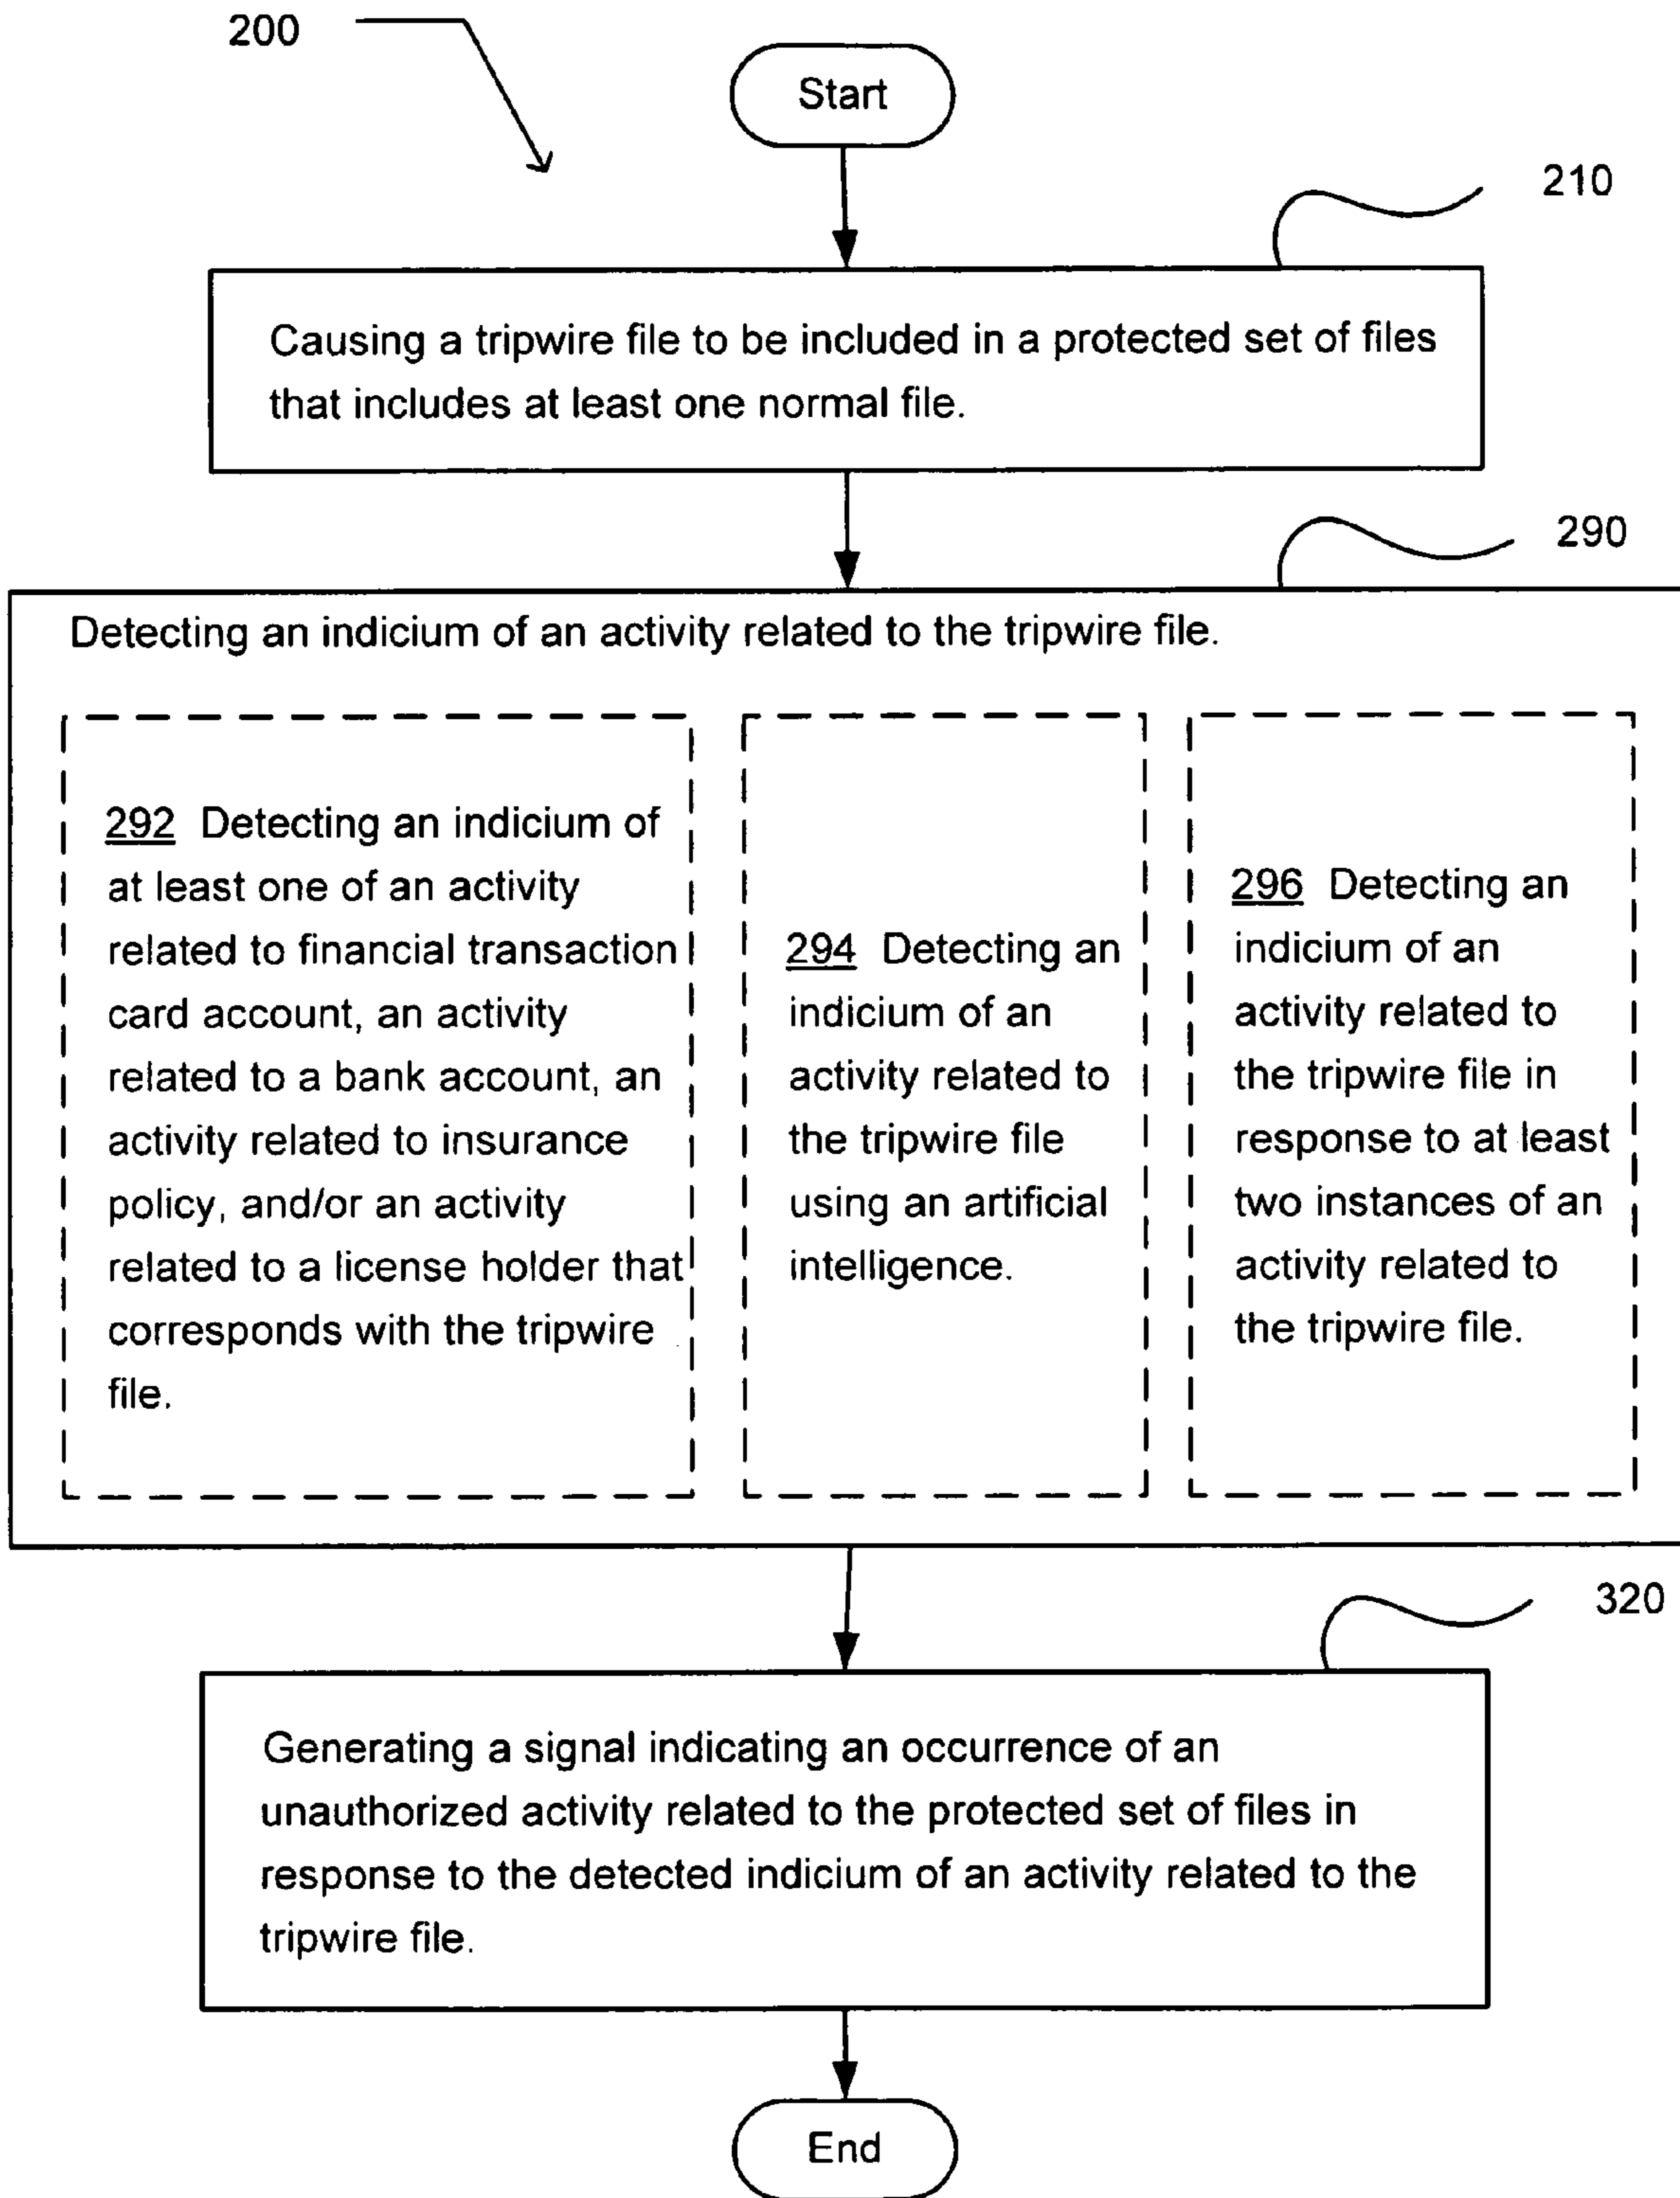 200
Start
210
Causing a tripwire file to be included in a protected set of files
that includes at least one normal file.
290
Detecting an indicium of an activity related to the tripwire file.
292 Detecting an indicium of
at least one of an activity
related to financial transaction
card account, an activity
related to a bank account, an
activity related to insurance
policy, and/or an activity
related to a license holder that
corresponds with the tripwire
file.
294 Detecting an
indicium of an
activity related to
the tripwire file
using an artificial
intelligence.
296 Detecting an
indicium of an
activity related to
the tripwire file in
response to at least
two instances of an
activity related to
the tripwire file.
320
Generating a signal indicating an occurrence of an
unauthorized activity related to the protected set of files in
response to the detected indicium of an activity related to the
tripwire file.
End